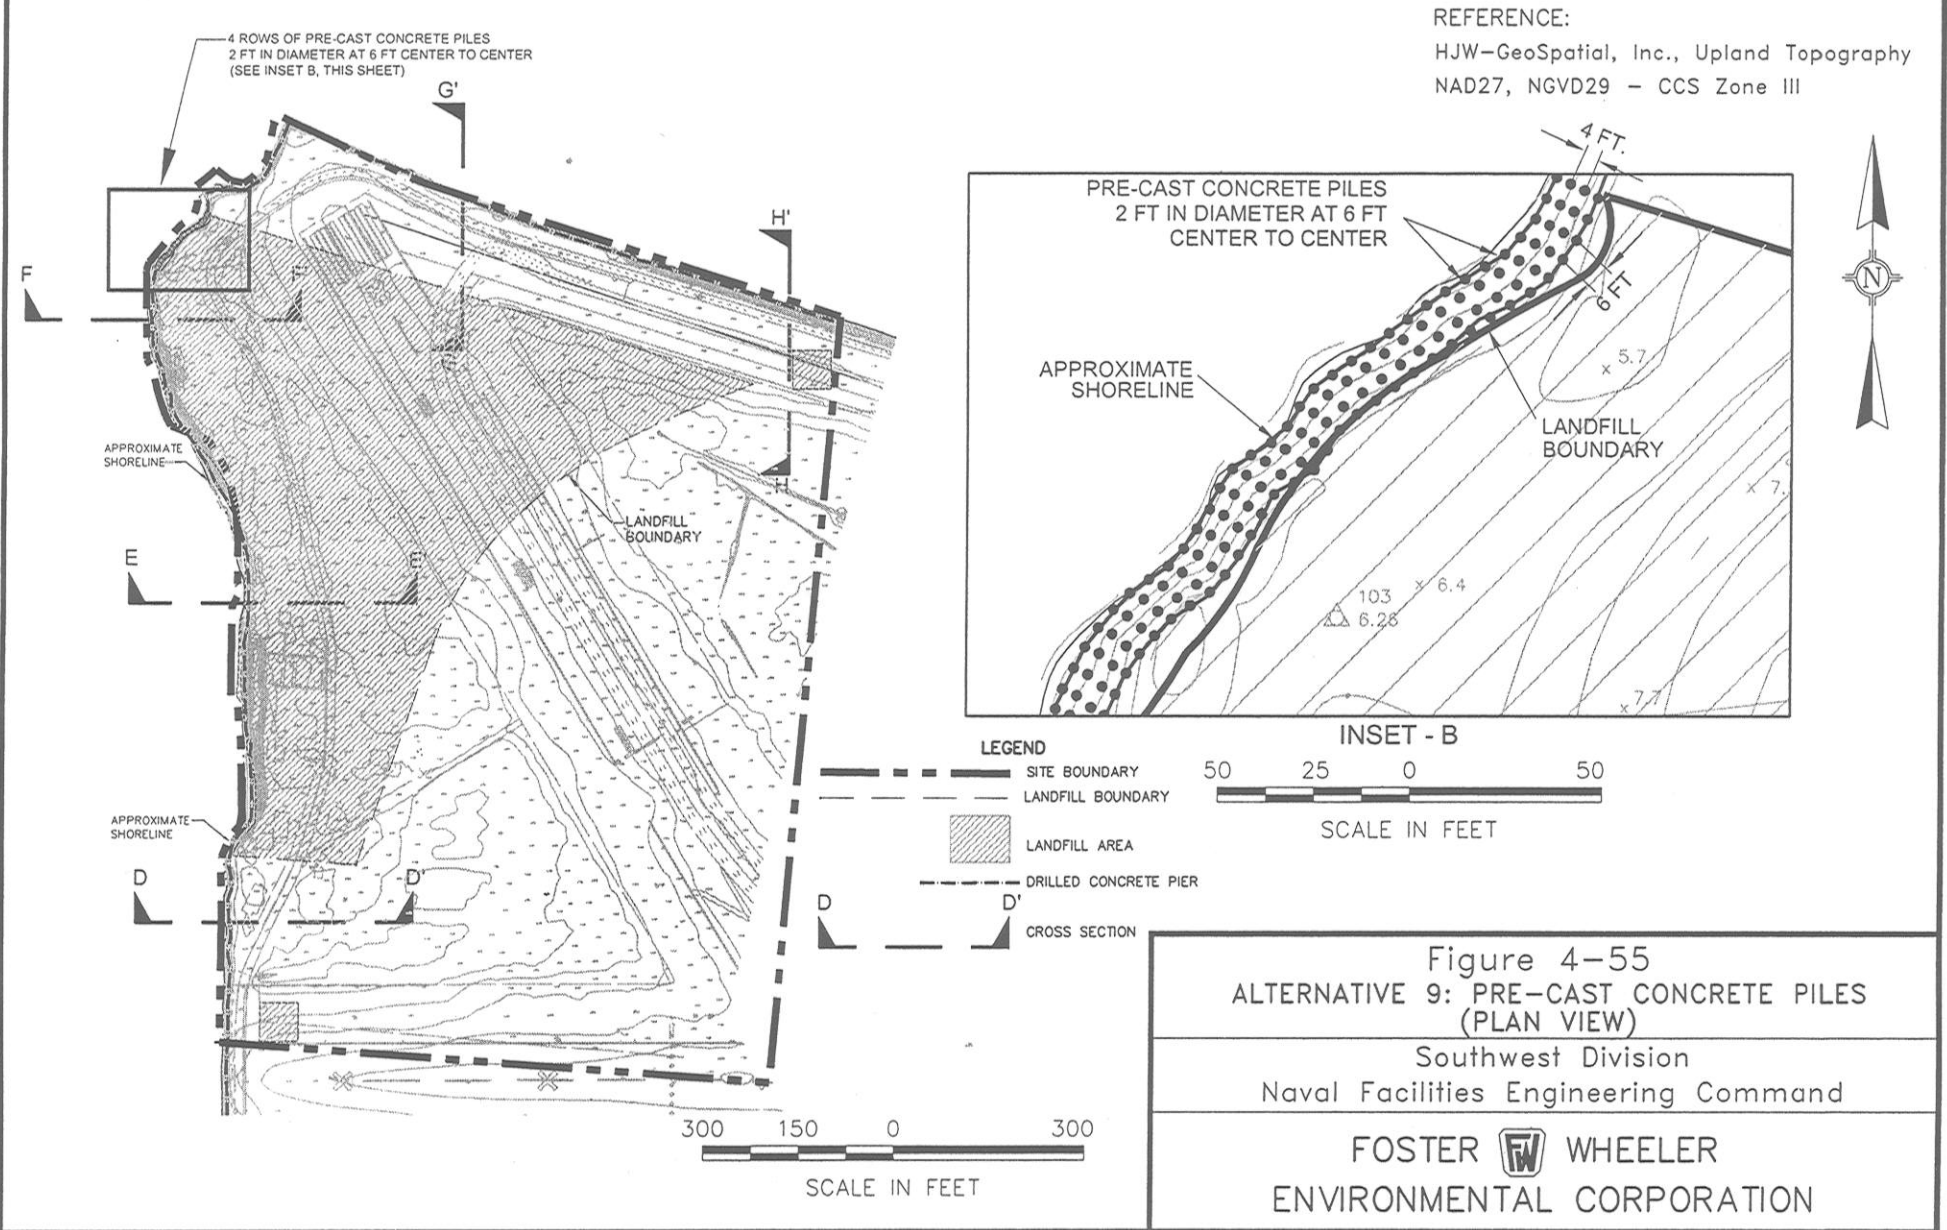 REFERENCE:
HJW-GeoSpatial, Inc., Upland Topography
NAD27, NGVD29 - CCS Zone III
4 ROWS OF PRE-CAST CONCRETE PILES
2 FT IN DIAMETER AT 6 FT CENTER TO CENTER
(SEE INSET B, THIS SHEET)
G'
H'
F
F'
G
APPROXIMATE
SHORELINE
H
LANDFILL
BOUNDARY
E
E'
APPROXIMATE
SHORELINE
D
D'
4 FT.
PRE-CAST CONCRETE PILES
2 FT IN DIAMETER AT 6 FT
CENTER TO CENTER
6 FT
APPROXIMATE
SHORELINE
5.7
LANDFILL
BOUNDARY
7.
103
6.26
6.4
7.7
N
INSET - B
50 25 0 50
SCALE IN FEET
LEGEND
SITE BOUNDARY
LANDFILL BOUNDARY
LANDFILL AREA
DRILLED CONCRETE PIER
D D'
CROSS SECTION
300 150 0 300
SCALE IN FEET
Figure 4-55
ALTERNATIVE 9: PRE-CAST CONCRETE PILES
(PLAN VIEW)
Southwest Division
Naval Facilities Engineering Command
FOSTER FW WHEELER
ENVIRONMENTAL CORPORATION